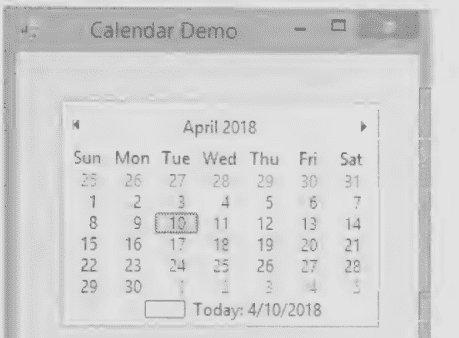 Calendar Demo
April 2018
Sun Mon Tue Wed Thu Fri Sat
25 26 27 28 29 30 31
1 2 3 4 5 6 7
8 9 10 11 12 13 14
15 16 17 18 19 20 21
22 23 24 25 26 27 28
29 30 1 2 3 4 5
Today: 4/10/2018